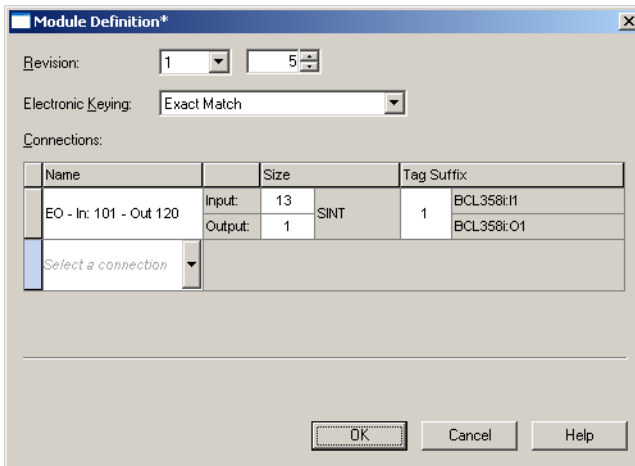 Module Definition*
Revision: 1 5
Electronic Keying: Exact Match
Connections:
Name Size Tag Suffix
EO - In: 101 - Out 120 Input: 13 SINT 1 BCL358i:I1
Output: 1 BCL358i:O1
Select a connection
OK Cancel Help